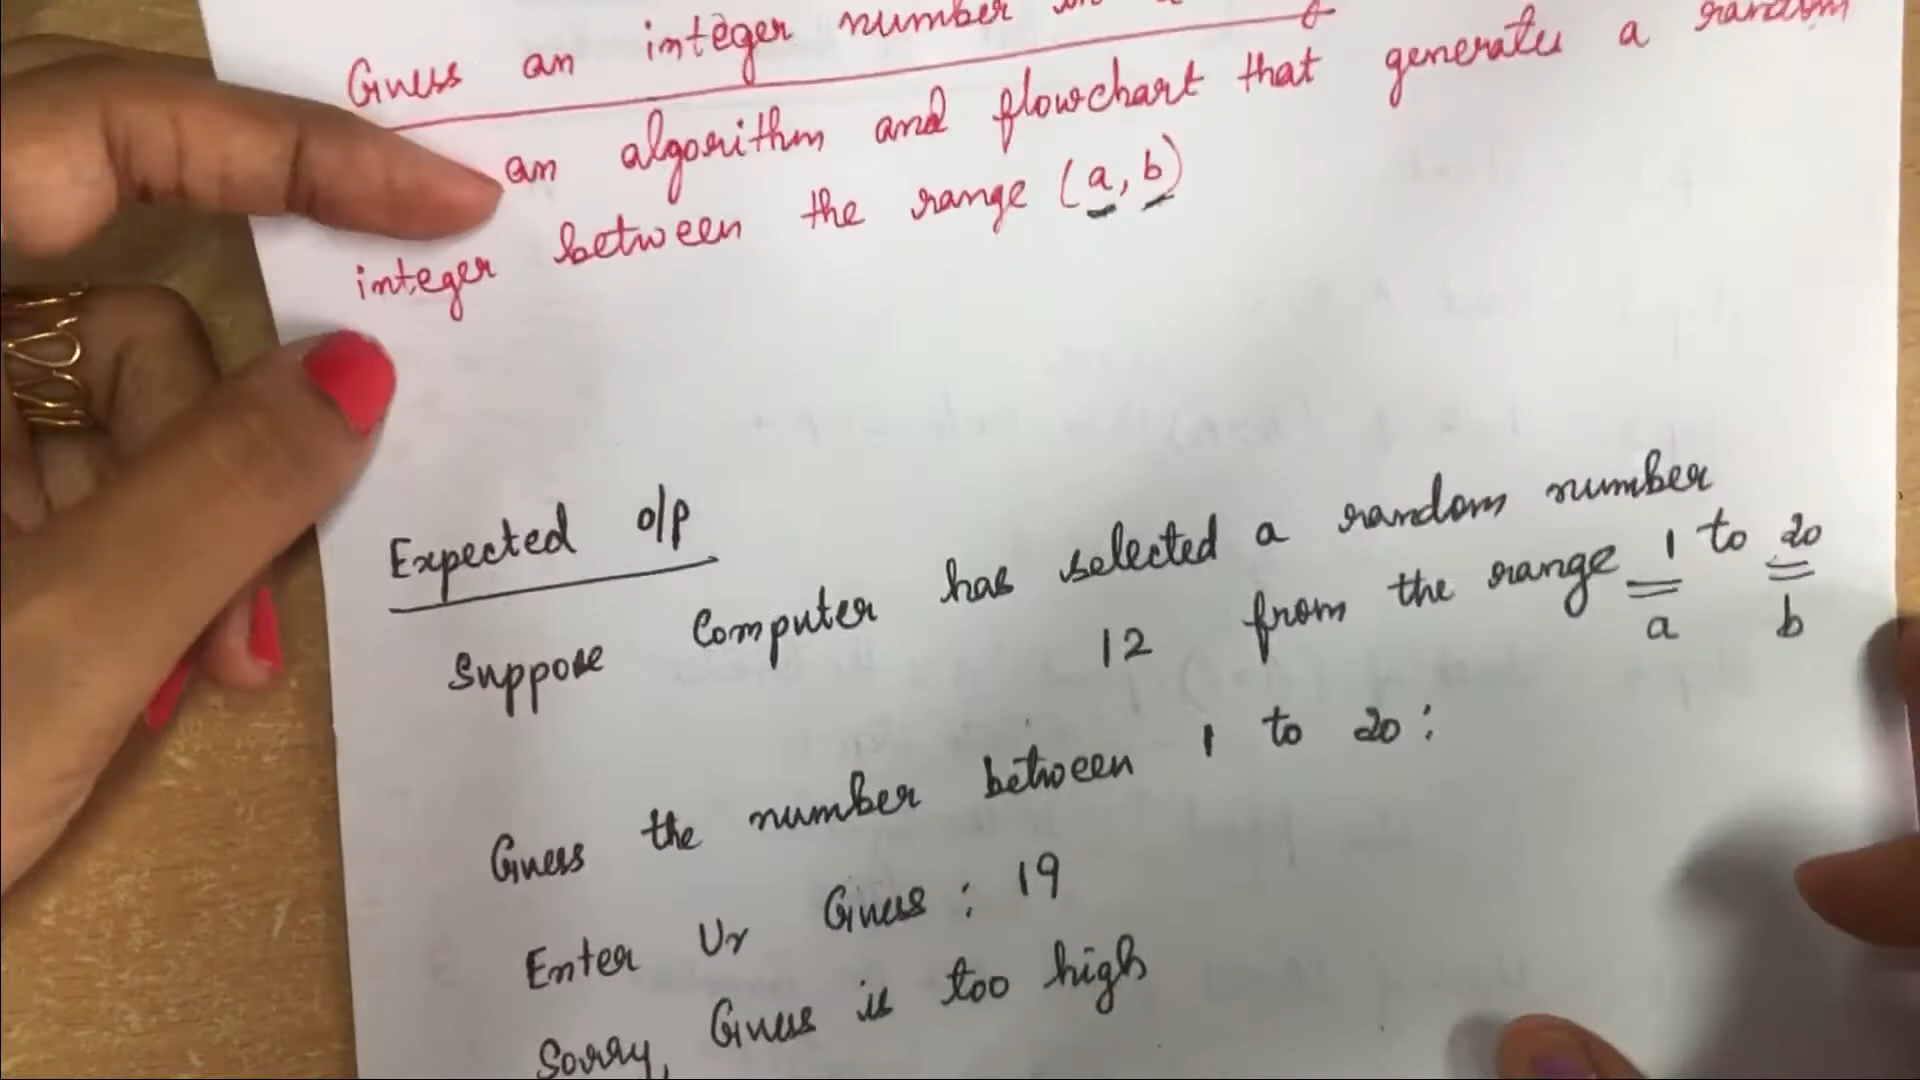 Guess an integer number in a
an algorithm and flowchart that generates a random
integer between the range (a, b)
Expected o/p
Suppose Computer has selected a random number
12 from the range 1 to 20
a b
Guess the number between 1 to 20 :
Enter Ur Guess : 19
Sorry, Guess is too high